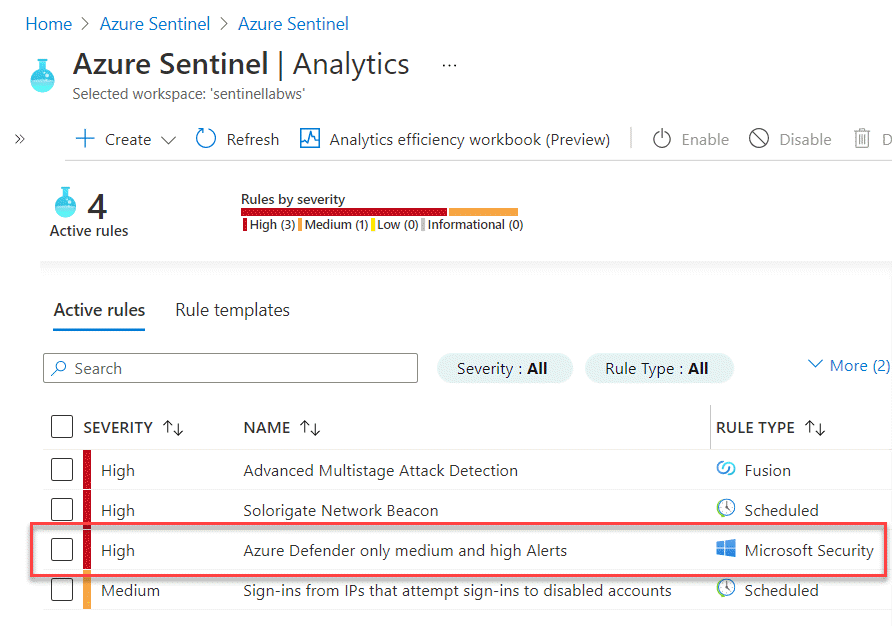 Home > Azure Sentinel > Azure Sentinel
Azure Sentinel | Analytics ...
Selected workspace: 'sentinellabws'
» + Create Refresh Analytics efficiency workbook (Preview) Enable Disable D
4
Active rules
Rules by severity
High (3) Medium (1) Low (0) Informational (0)
Active rules Rule templates
Search Severity : All Rule Type : All More (2)
SEVERITY ↑↓ NAME ↑↓ RULE TYPE ↑↓
High Advanced Multistage Attack Detection Fusion
High Solorigate Network Beacon Scheduled
High Azure Defender only medium and high Alerts Microsoft Security
Medium Sign-ins from IPs that attempt sign-ins to disabled accounts Scheduled